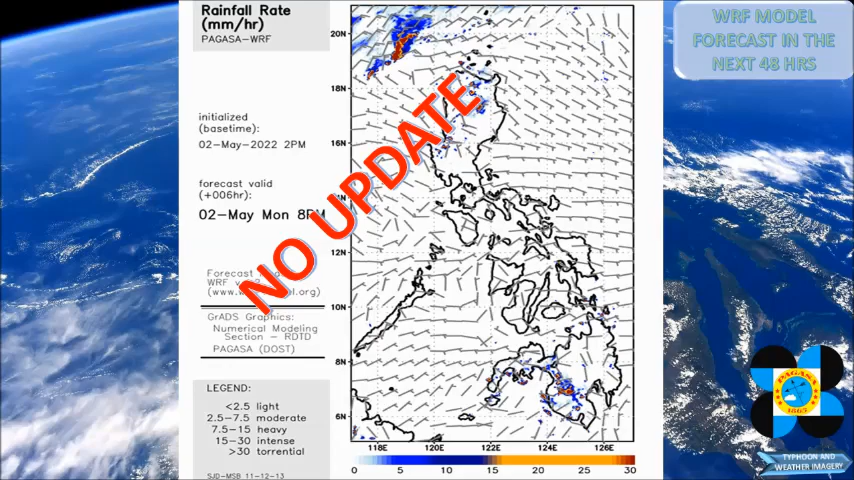 Rainfall Rate
(mm/hr)
PAGASA-WRF
initialized
(basetime):
02-May-2022 2PM
forecast valid
(+006hr):
02-May Mon 8PM
NO UPDATE
Forecast
WRF
(www.
.org)
GrADS Graphics:
Numerical Modeling
Section – RDTD
PAGASA (DOST)
LEGEND:
<2.5 light
2.5-7.5 moderate
7.5-15 heavy
15-30 intense
>30 torrential
SJD-MSB 11-12-13
20N
18N
16N
12N
10N
8N
6N
118E 120E 122E 124E 126E
0 5 10 15 20 25 30
WRF MODEL
FORECAST IN THE
NEXT 48 HRS
PAGASA
1865
TYPHOON AND
WEATHER IMAGERY